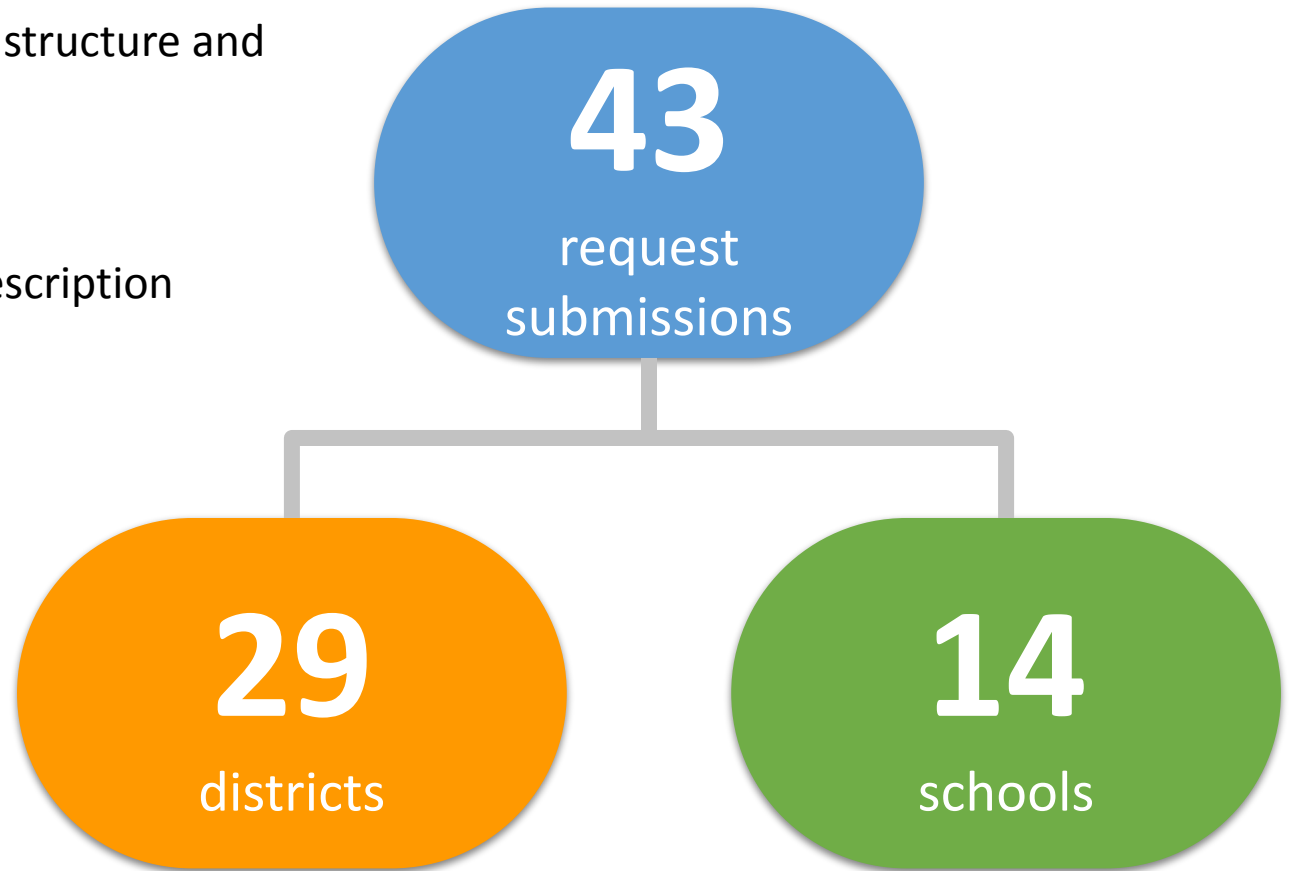 structure and
43
request
submissions
escription
29
districts
14
schools